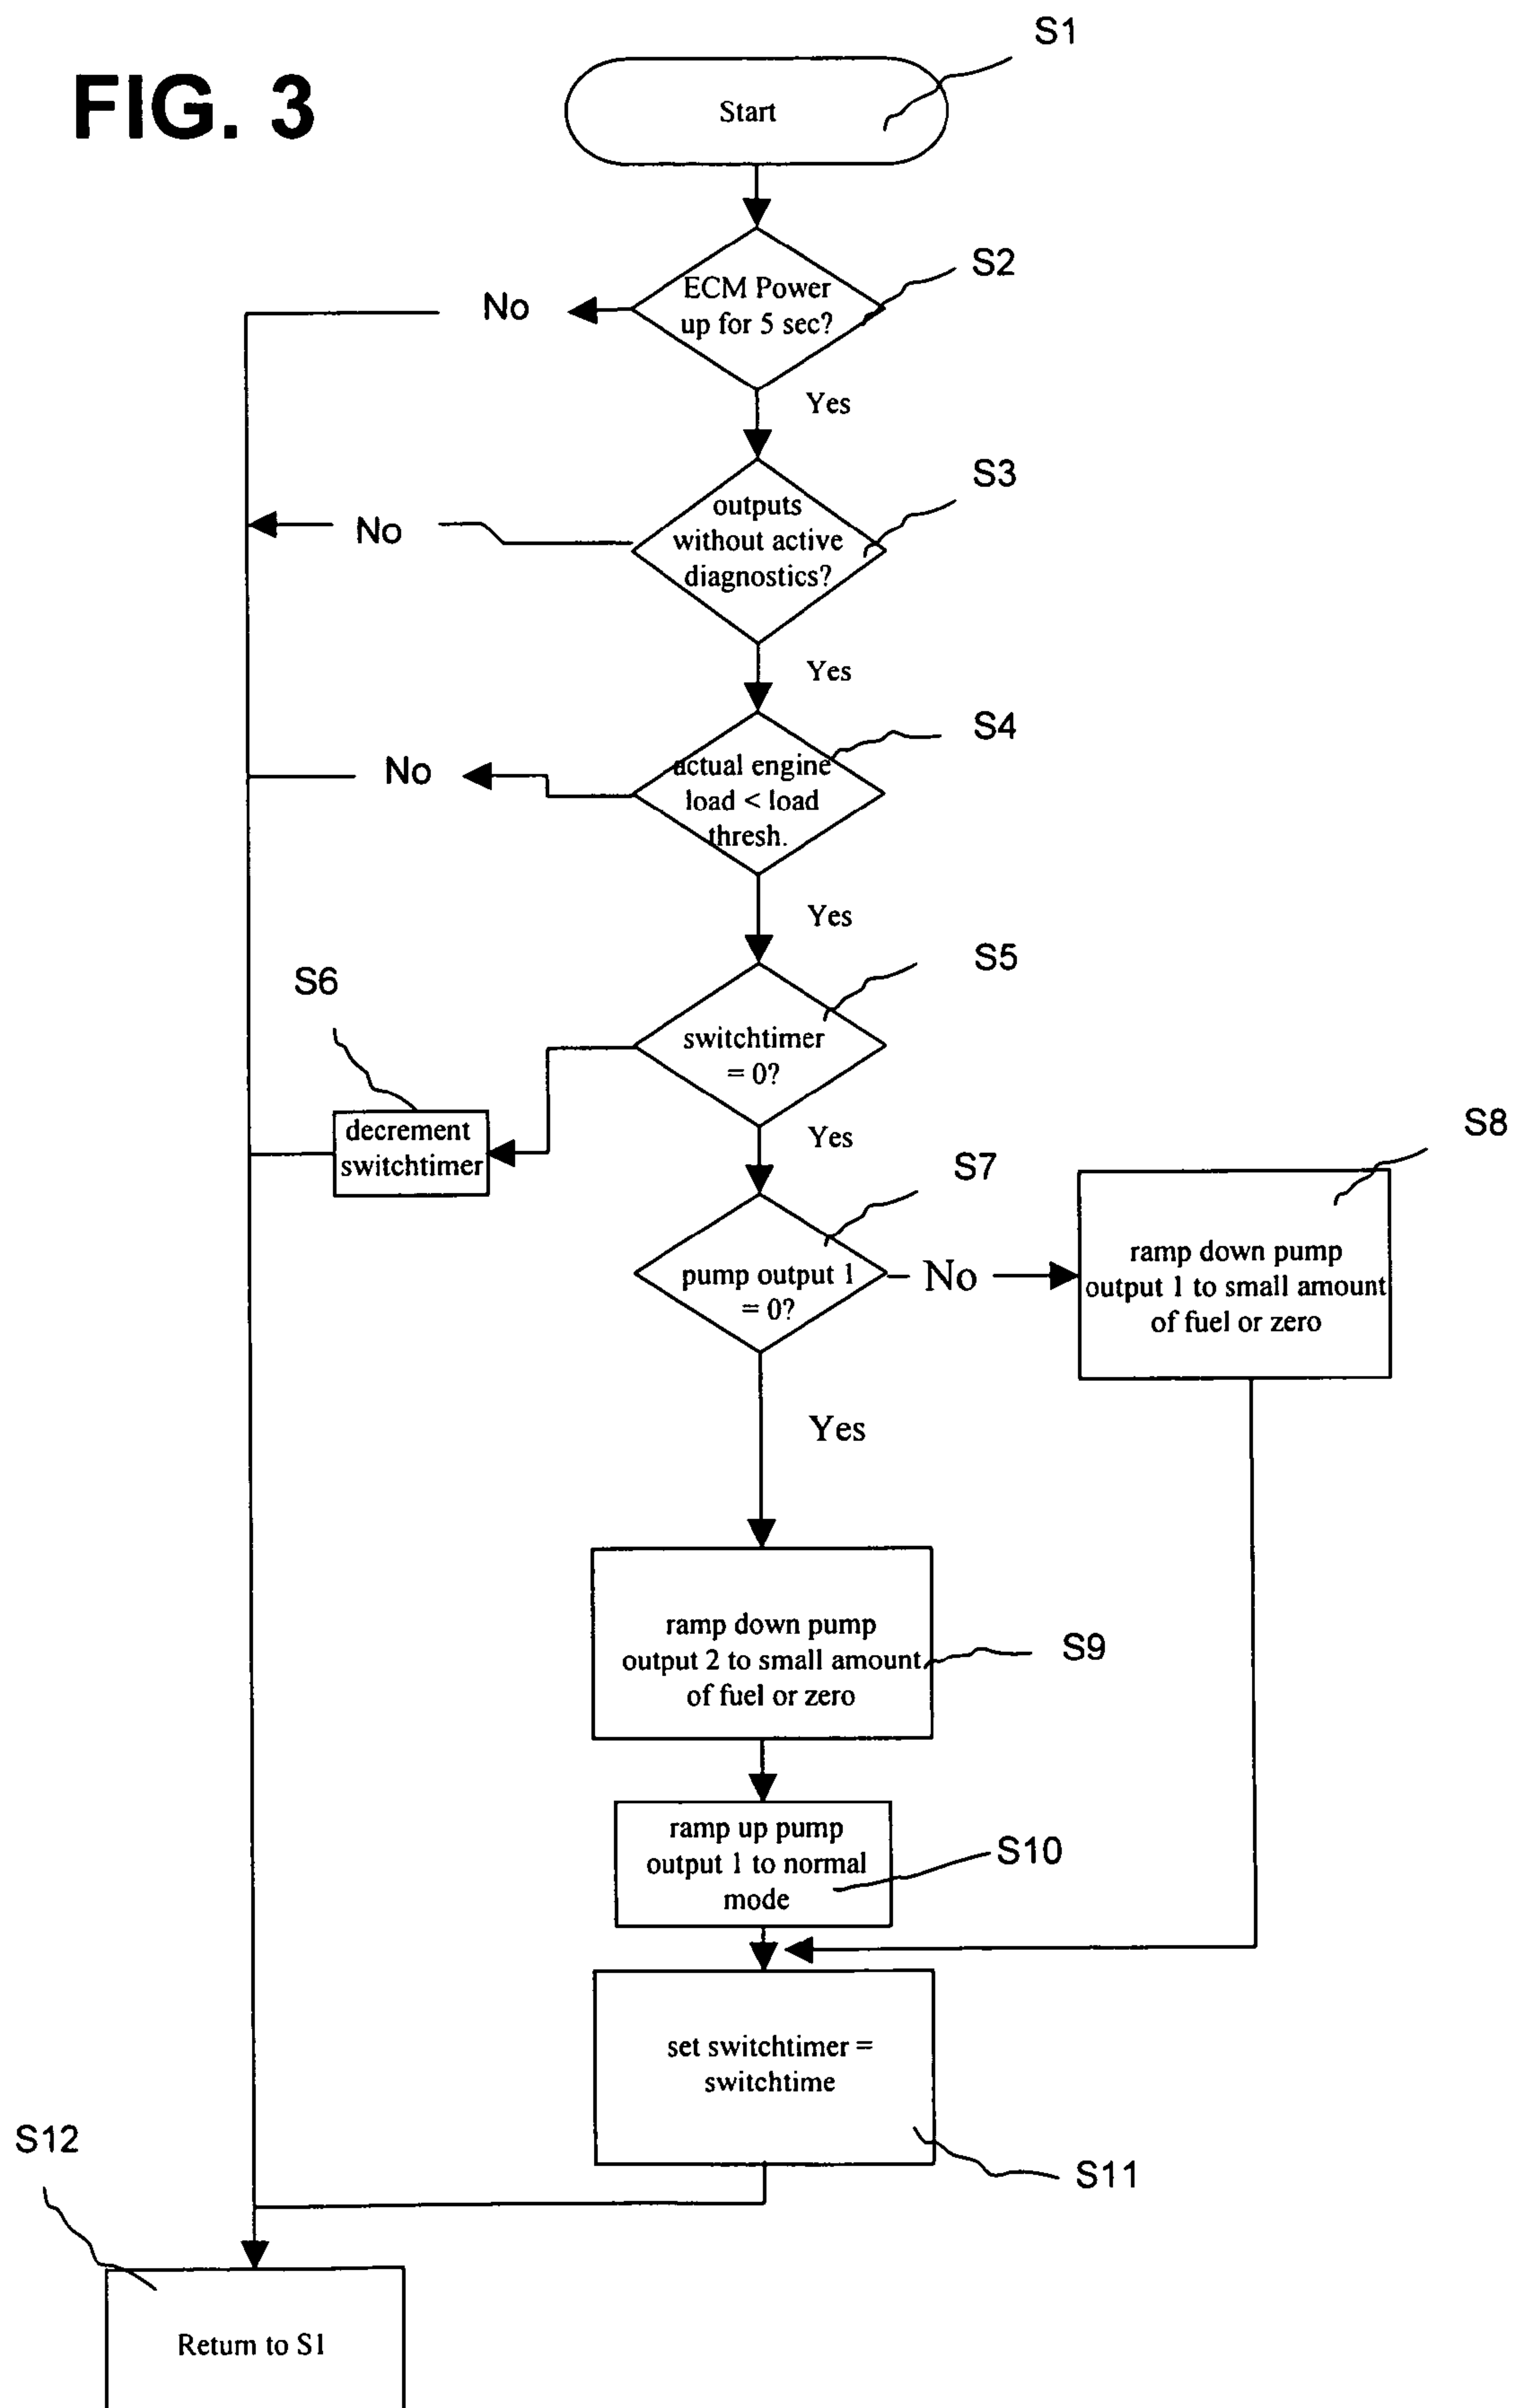 FIG. 3
S1
Start
S2
ECM Power
up for 5 sec?
No
Yes
S3
outputs
without active
diagnostics?
No
Yes
S4
actual engine
load < load
thresh.
No
Yes
S5
switchtimer
= 0?
S6
decrement
switchtimer
Yes
S7
pump output 1
= 0?
No
S8
ramp down pump
output 1 to small amount
of fuel or zero
Yes
ramp down pump
output 2 to small amount
of fuel or zero
S9
ramp up pump
output 1 to normal
mode
S10
set switchtimer =
switchtime
S11
S12
Return to S1